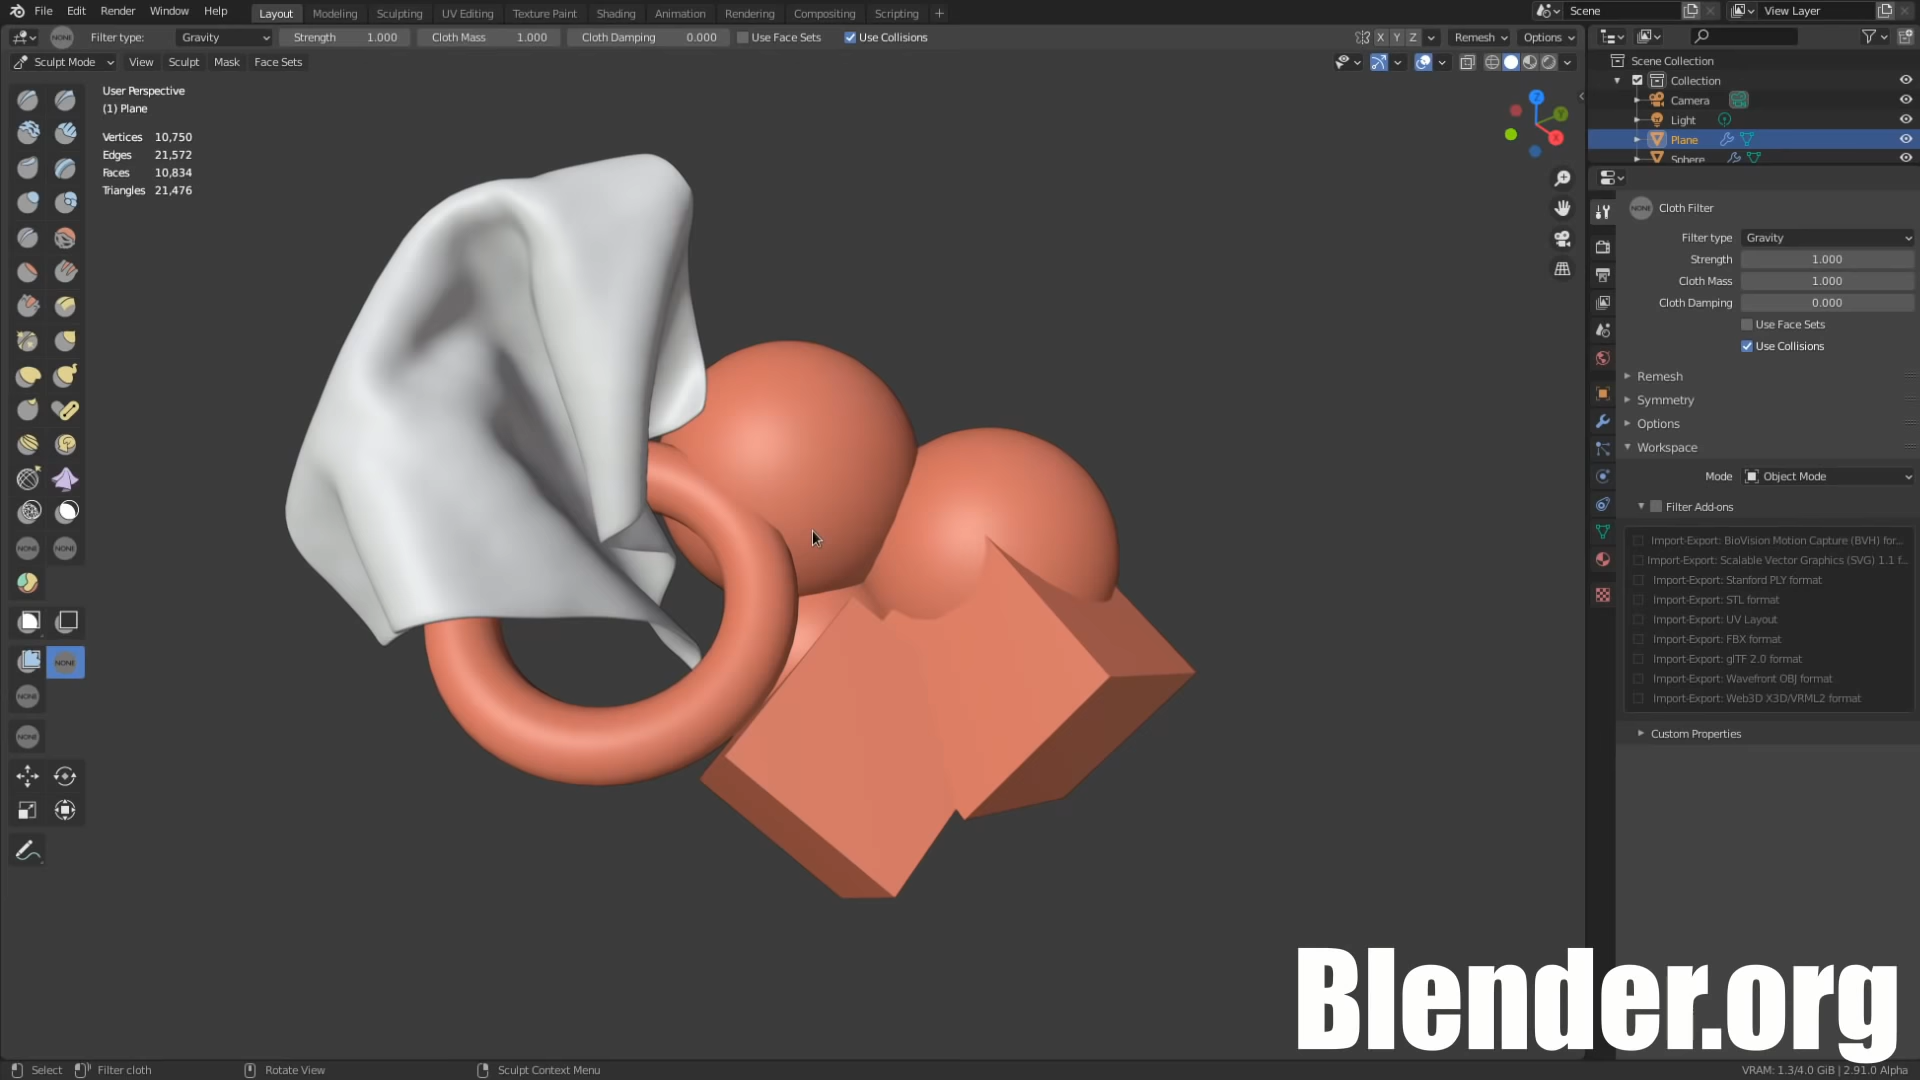 File Edit Render Window Help Layout Modeling Sculpting UV Editing Texture Paint Shading Animation Rendering Compositing Scripting + Scene View Layer
NONE Filter type: Gravity Strength 1.000 Cloth Mass 1.000 Cloth Damping 0.000 Use Face Sets Use Collisions X Y Z Remesh Options
Sculpt Mode View Sculpt Mask Face Sets
User Perspective
(1) Plane
Vertices 10,750
Edges 21,572
Faces 10,834
Triangles 21,476
Z
Y
X
NONE NONE
NONE
NONE
NONE
Scene Collection
Collection
Camera
Light
Plane
Sphere
NONE Cloth Filter
Filter type Gravity
Strength 1.000
Cloth Mass 1.000
Cloth Damping 0.000
Use Face Sets
Use Collisions
Remesh
Symmetry
Options
Workspace
Mode Object Mode
Filter Add-ons
Import-Export: BioVision Motion Capture (BVH) for...
Import-Export: Scalable Vector Graphics (SVG) 1.1 f...
Import-Export: Stanford PLY format
Import-Export: STL format
Import-Export: UV Layout
Import-Export: FBX format
Import-Export: glTF 2.0 format
Import-Export: Wavefront OBJ format
Import-Export: Web3D X3D/VRML2 format
Custom Properties
Blender.org
Select Filter cloth Rotate View Sculpt Context Menu VRAM: 1.3/4.0 GiB | 2.91.0 Alpha